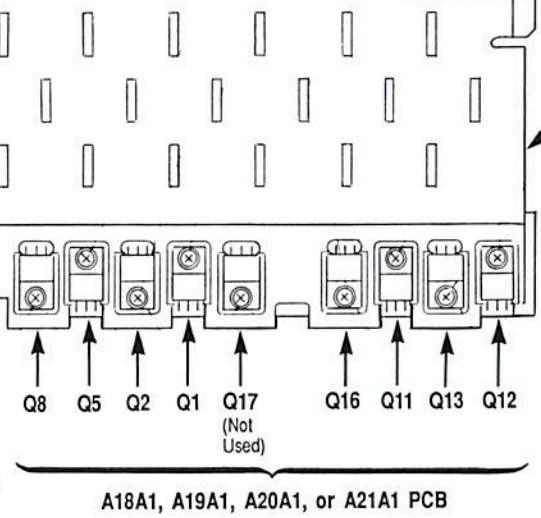 Q8 Q5 Q2 Q1 Q17 Q16 Q11 Q13 Q12
(Not
Used)
A18A1, A19A1, A20A1, or A21A1 PCB